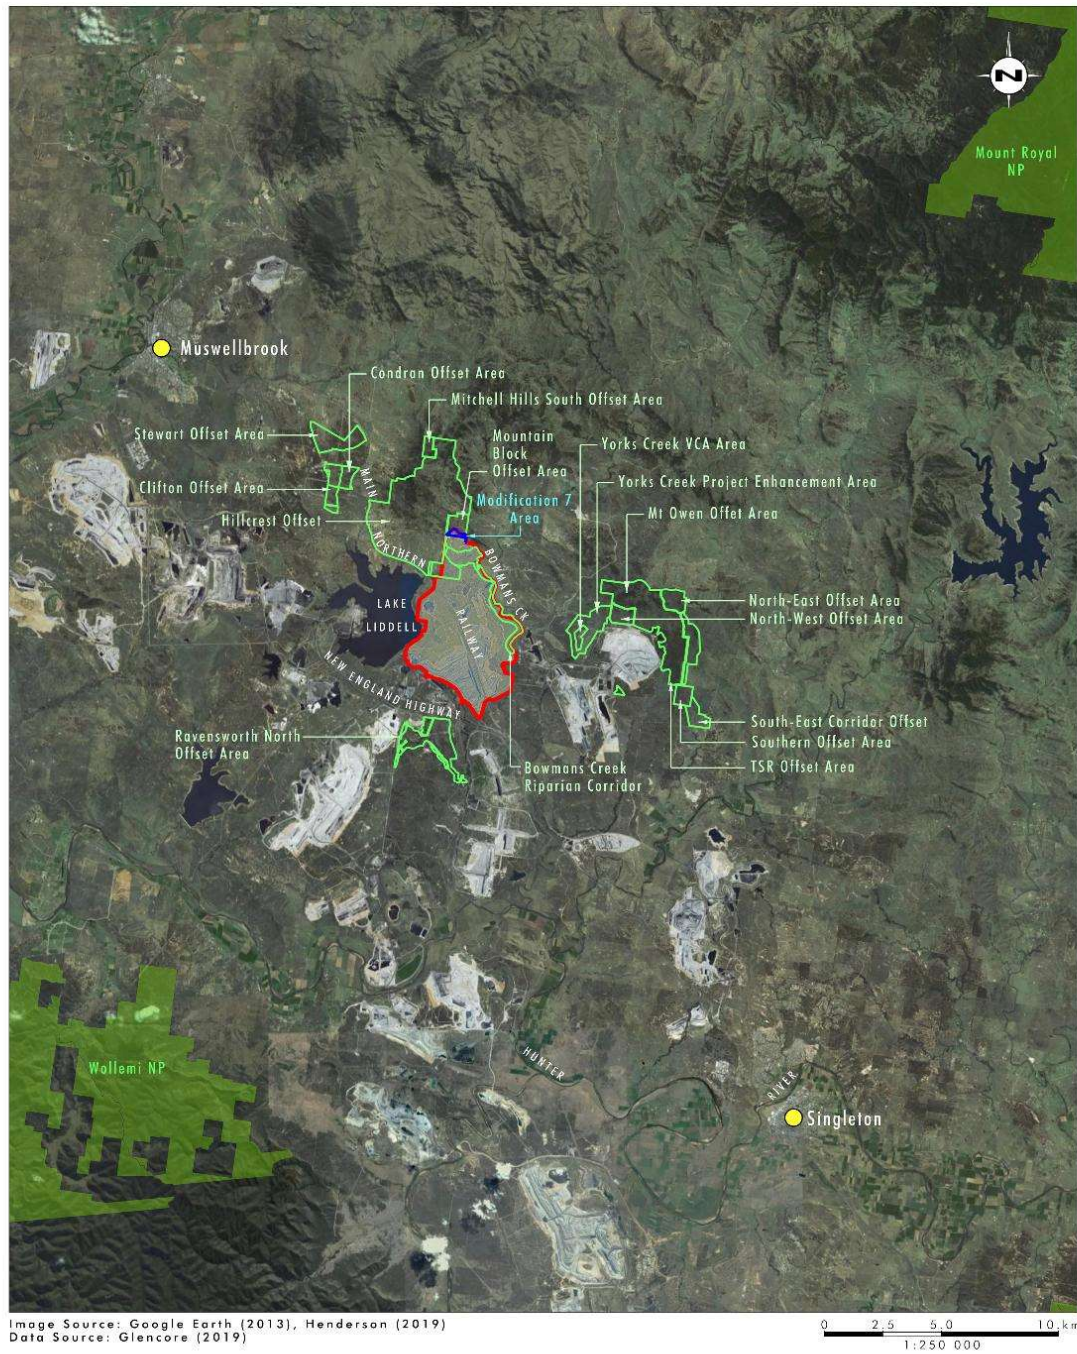 N
Mount Royal
NP
Muswellbrook
Condran Offset Area
Mitchell Hills South Offset Area
Stewart Offset Area
Mountain
Block
Offset Area
Yorks Creek VCA Area
Clifton Offset Area
MAIN
Yorks Creek Project Enhancement Area
Modification 7
Area
Mt Owen Offet Area
Hillcrest Offset
NORTHERN
BOWMANS CK
LAKE
LIDDELL
RAILWAY
North-East Offset Area
North-West Offset Area
NEW ENGLAND HIGHWAY
Ravensworth North
Offset Area
South-East Corrider Offset
Southern Offset Area
TSR Offset Area
Bowmans Creek
Riparian Corridor
Wollemi NP
HUNTER
RIVER
Singleton
Image Source: Google Earth (2013), Henderson (2019)
Data Source: Glencore (2019)
0 2.5 5.0 10.km
1:250 000